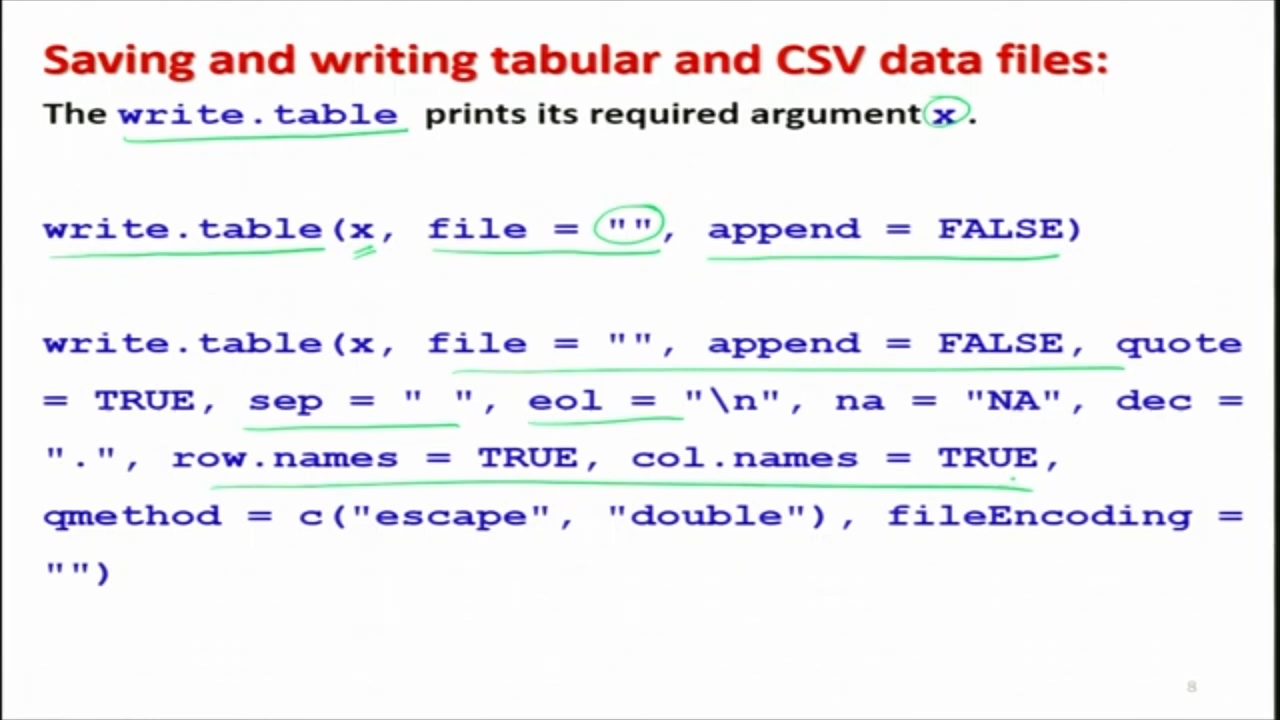 Saving and writing tabular and CSV data files:
The write.table prints its required argument x.
write.table(x, file = "", append = FALSE)
write.table(x, file = "", append = FALSE, quote
= TRUE, sep = " ", eol = "\n", na = "NA", dec =
".", row.names = TRUE, col.names = TRUE,
qmethod = c("escape", "double"), fileEncoding =
"")
8